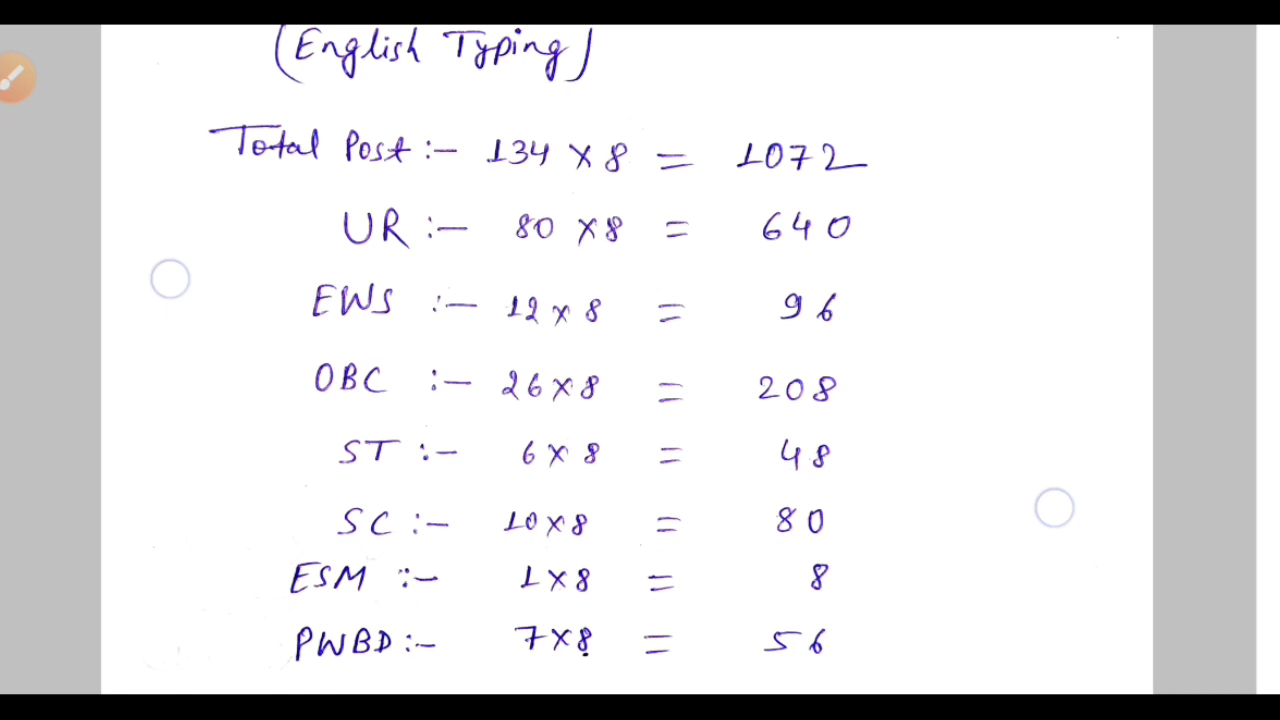 (English Typing)
Total Post :- 134 × 8 = 1072
UR :- 80 × 8 = 640
EWS :- 12 × 8 = 96
OBC :- 26 × 8 = 208
ST :- 6 × 8 = 48
SC :- 10 × 8 = 80
ESM :- 1 × 8 = 8
PWBD :- 7 × 8 = 56